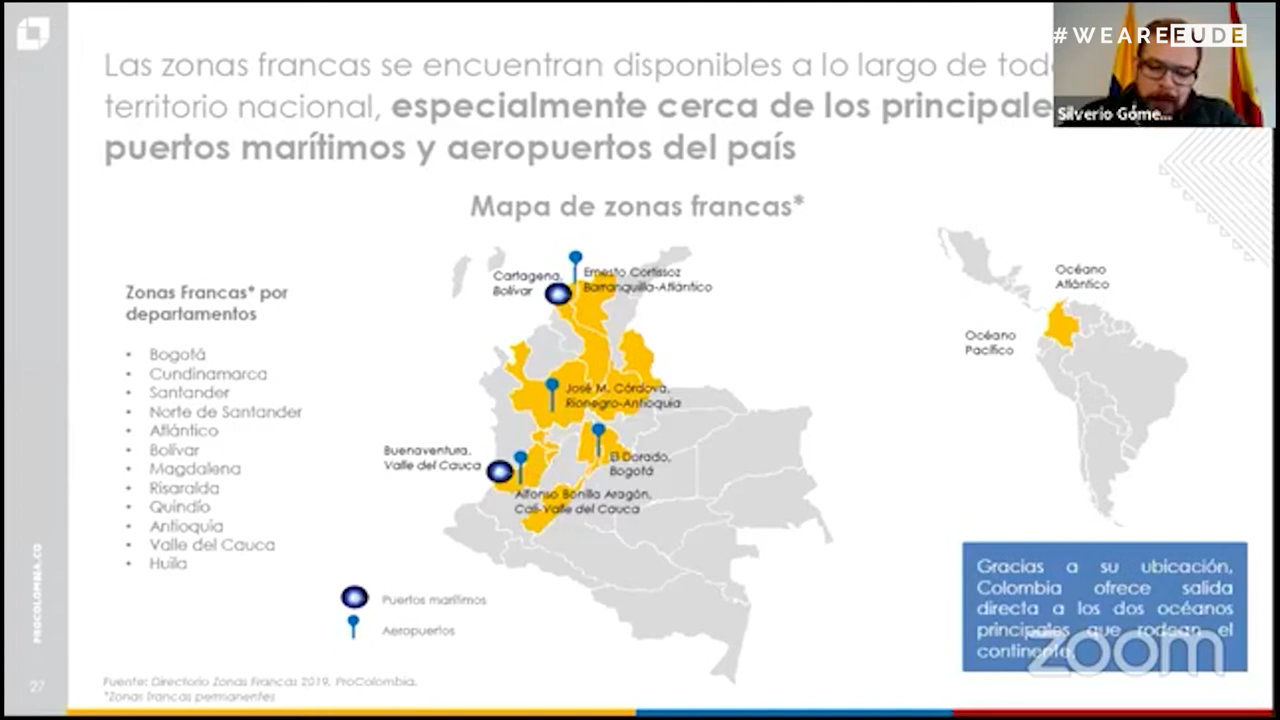 #WEAREEUDE
Silverio Góme...
Las zonas francas se encuentran disponibles a lo largo de
territorio nacional, especialmente cerca de los
puertos marítimos y aeropuertos del país
Mapa de zonas francas*
Zonas Francas* por
departamentos
• Bogotá
• Cundinamarca
• Santander
• Norte de Santander
• Atlántico
• Bolívar
• Magdalena
• Risaralda
• Quindío
• Antioquia
• Valle del Cauca
• Huila
Cartagena,
Bolívar
Ernesto Cortissoz
Barranquilla-Atlántico
José M. Córdova,
Rionegro-Antioquia
Buenaventura,
Valle del Cauca
El Dorado,
Bogotá
Alfonso Bonilla Aragón,
Cali-Valle del Cauca
Puertos marítimos
Aeropuertos
Océano
Atlántico
Océano
Pacífico
Gracias a su ubicación,
Colombia ofrece salida
directa a los dos océanos
principales que rodean el
continente.
zoom
Fuente: Directorio Zonas Francas 2019, ProColombia.
*Zonas francas permanentes
PROCOLOMBIA.CO
27